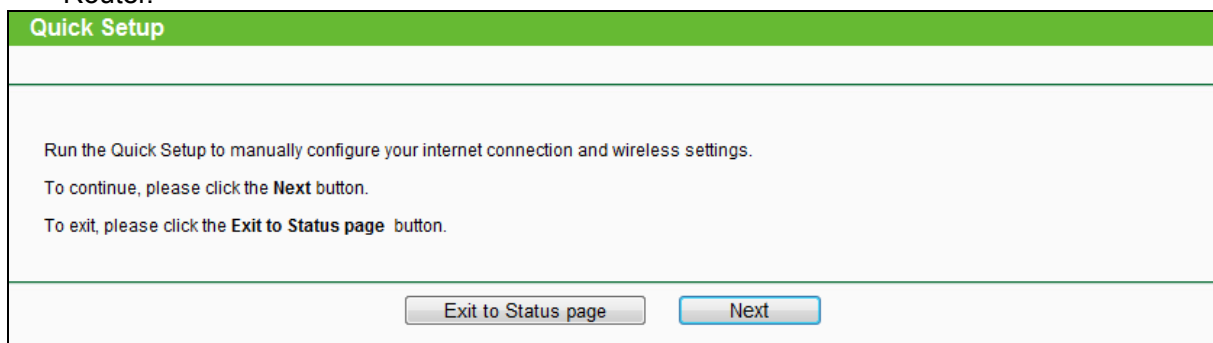 Router.
Quick Setup
Run the Quick Setup to manually configure your internet connection and wireless settings.
To continue, please click the Next button.
To exit, please click the Exit to Status page button.
Exit to Status page Next